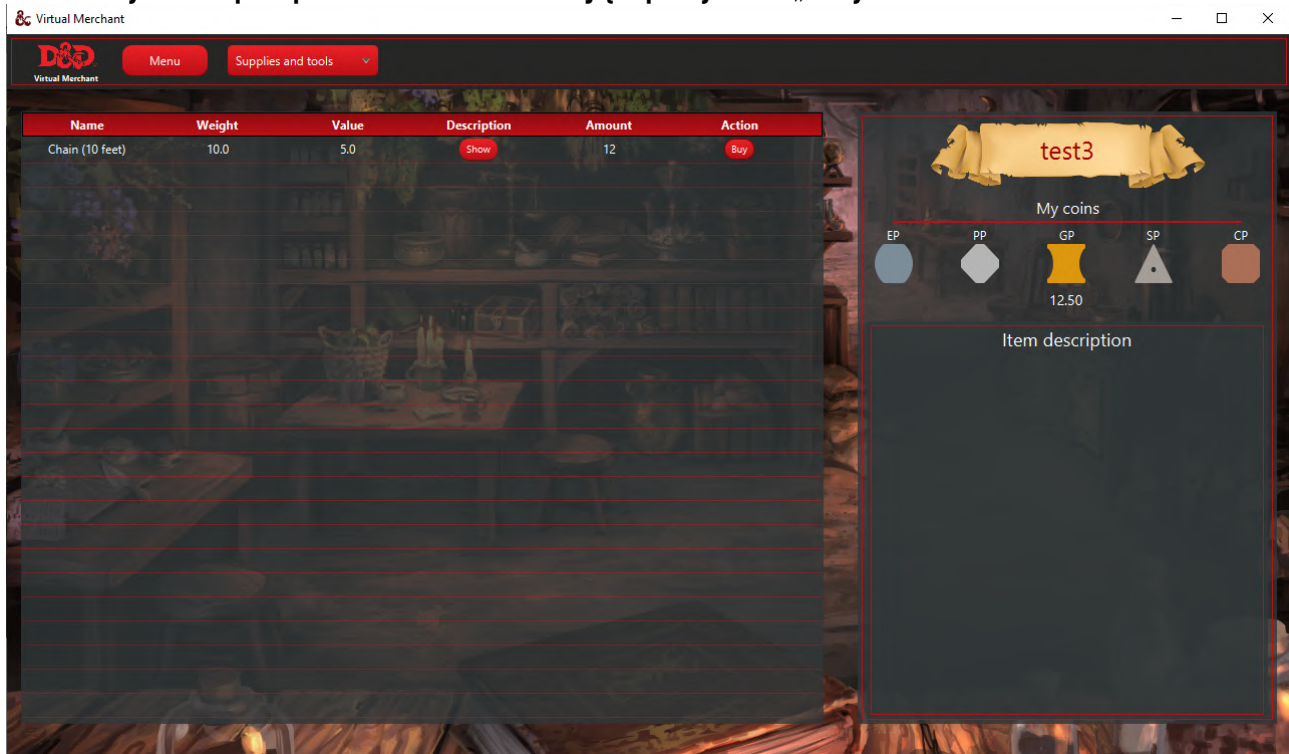 Virtual Merchant
D&D
Virtual Merchant
Menu
Supplies and tools
Name Weight Value Description Amount Action
Chain (10 feet) 10.0 5.0 Show 12 Buy
test3
My coins
EP PP GP SP CP
12.50
Item description